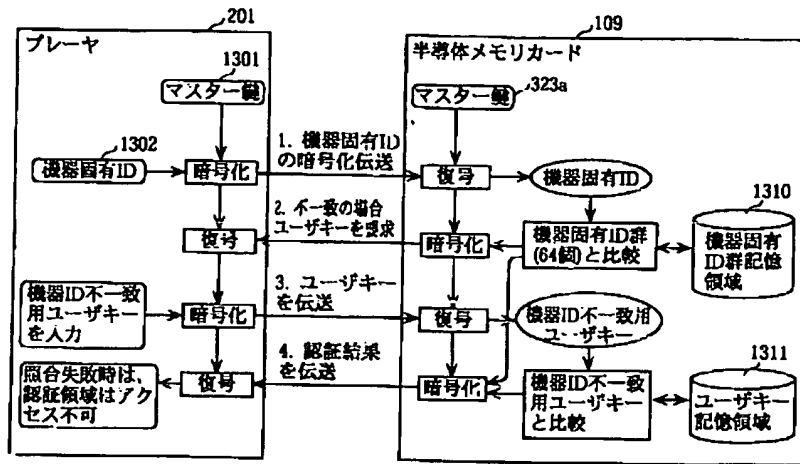 201
プレーヤ
1301
マスター鍵
1302
機器固有ID
暗号化
1. 機器固有ID
の暗号化伝送
復号
2. 不一致の場合
ユーザキーを要求
機器ID不一致
用ユーザキー
を入力
暗号化
3. ユーザキー
を伝送
照合失敗時は、
認証領域はアク
セス不可
復号
4. 認証結果
を伝送
109
半導体メモリカード
マスター鍵
323a
復号
機器固有ID
暗号化
機器固有ID群
(64個)と比較
1310
機器固有
ID群記憶
領域
復号
機器ID不一致用
ユーザキー
暗号化
機器ID不一致
用ユーザキー
と比較
1311
ユーザキー
記憶領域